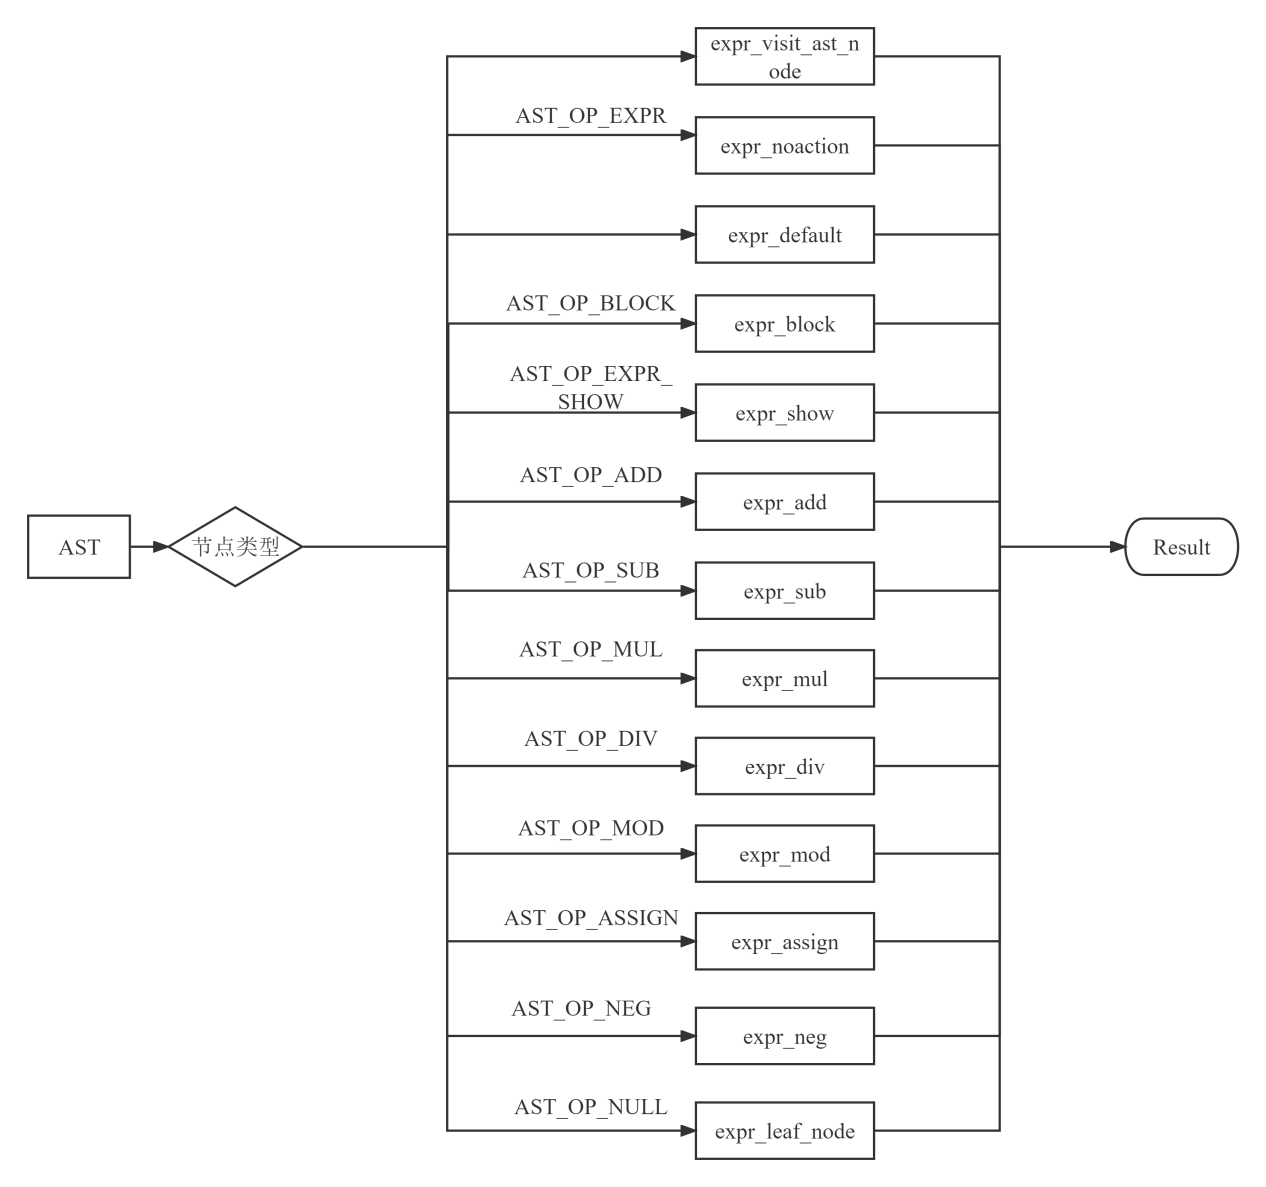 expr_visit_ast_n
ode
AST_OP_EXPR
expr_noaction
expr_default
AST_OP_BLOCK
expr_block
AST_OP_EXPR_
SHOW
expr_show
AST_OP_ADD
expr_add
AST
节点类型
Result
AST_OP_SUB
expr_sub
AST_OP_MUL
expr_mul
AST_OP_DIV
expr_div
AST_OP_MOD
expr_mod
AST_OP_ASSIGN
expr_assign
AST_OP_NEG
expr_neg
AST_OP_NULL
expr_leaf_node